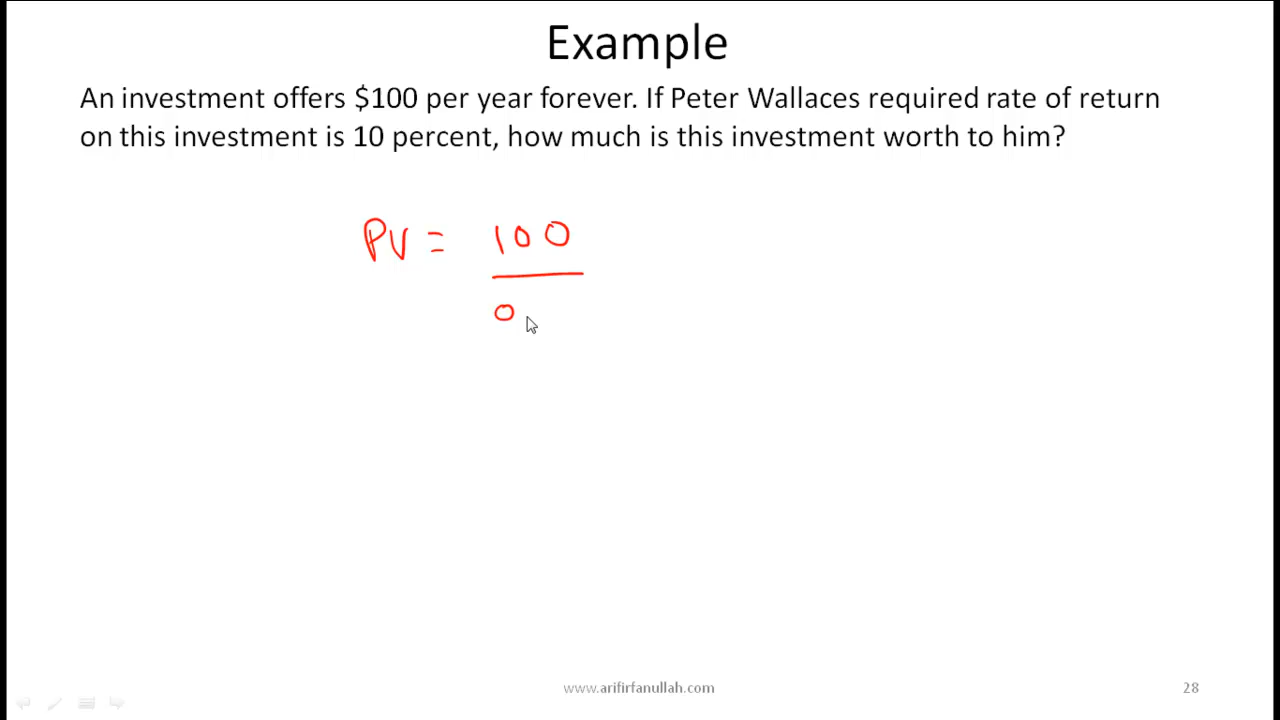 Example
An investment offers $100 per year forever. If Peter Wallaces required rate of return
on this investment is 10 percent, how much is this investment worth to him?
PV = 100
0
www.arifirfanullah.com
28